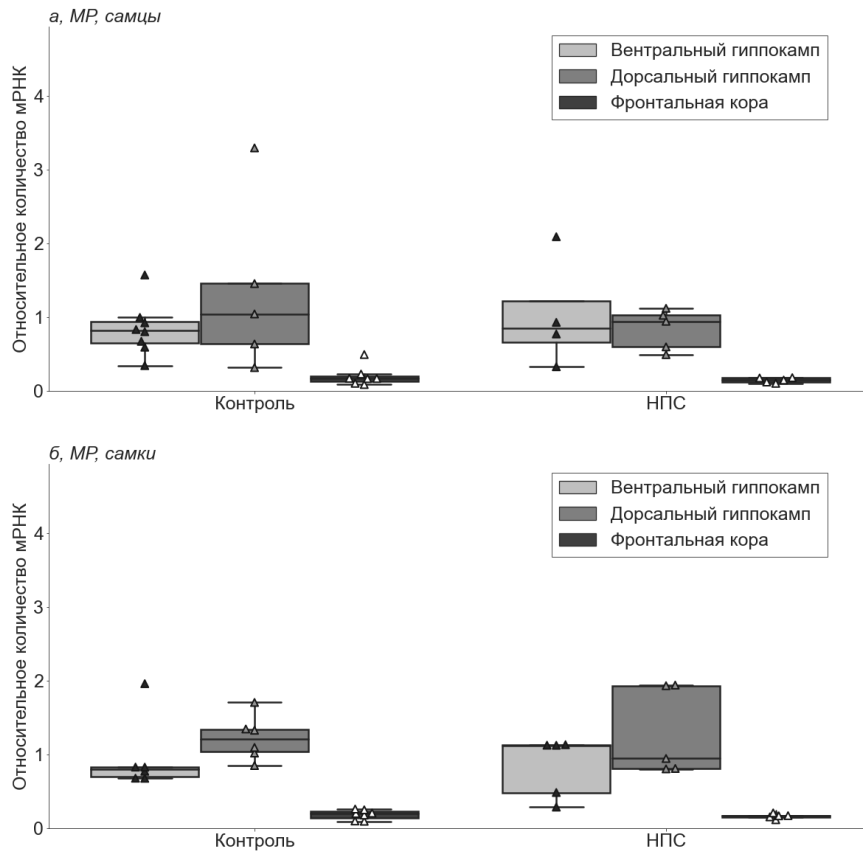 а, МР, самцы
Относительное количество мРНК
4
3
2
1
0
Вентральный гиппокамп
Дорсальный гиппокамп
Фронтальная кора
Контроль
НПС
б, МР, самки
Относительное количество мРНК
4
3
2
1
0
Вентральный гиппокамп
Дорсальный гиппокамп
Фронтальная кора
Контроль
НПС